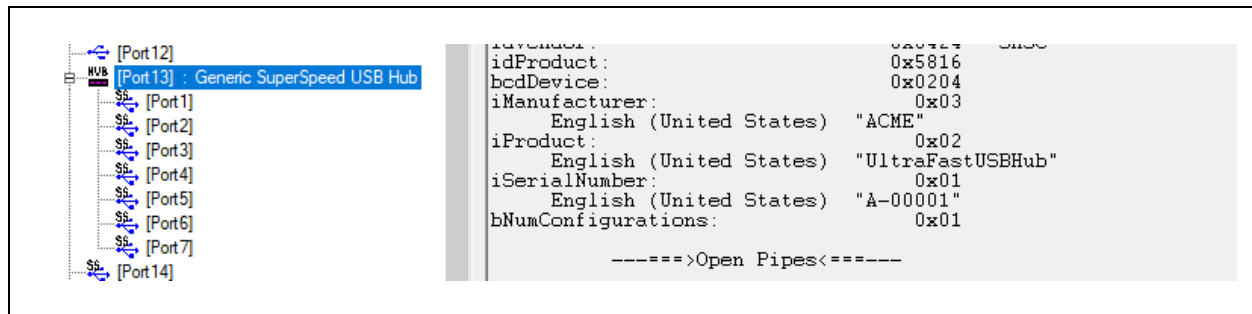 [Port12]
[Port13] : Generic SuperSpeed USB Hub
[Port1]
[Port2]
[Port3]
[Port4]
[Port5]
[Port6]
[Port7]
[Port14]
idVendor: 0x0424
idProduct: 0x5816
bcdDevice: 0x0204
iManufacturer: 0x03
English (United States) "ACME"
iProduct: 0x02
English (United States) "UltraFastUSBHub"
iSerialNumber: 0x01
English (United States) "A-00001"
bNumConfigurations: 0x01
---===>Open Pipes<===---